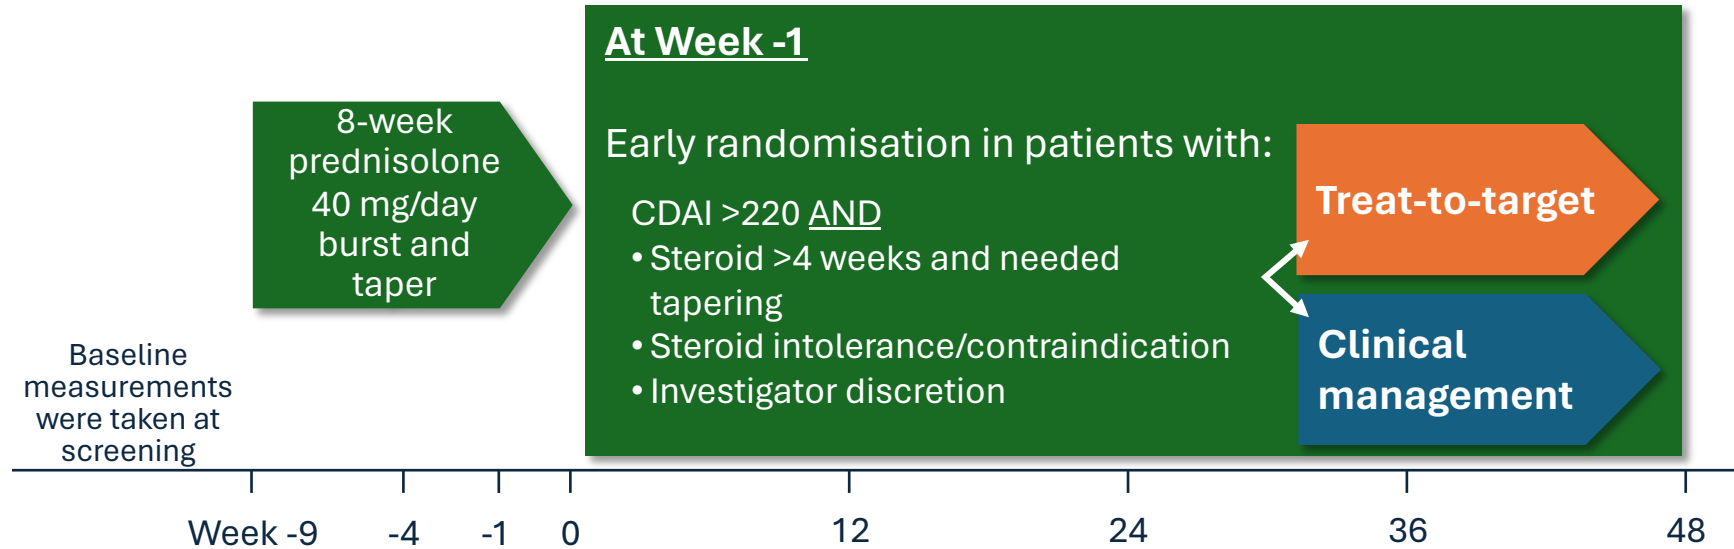 At Week -1
8-week
prednisolone
40 mg/day
burst and
taper
Early randomisation in patients with:
CDAI >220 AND
• Steroid >4 weeks and needed
tapering
• Steroid intolerance/contraindication
• Investigator discretion
Treat-to-target
Clinical
management
Baseline
measurements
were taken at
screening
Week -9
-4
-1
0
12
24
36
48